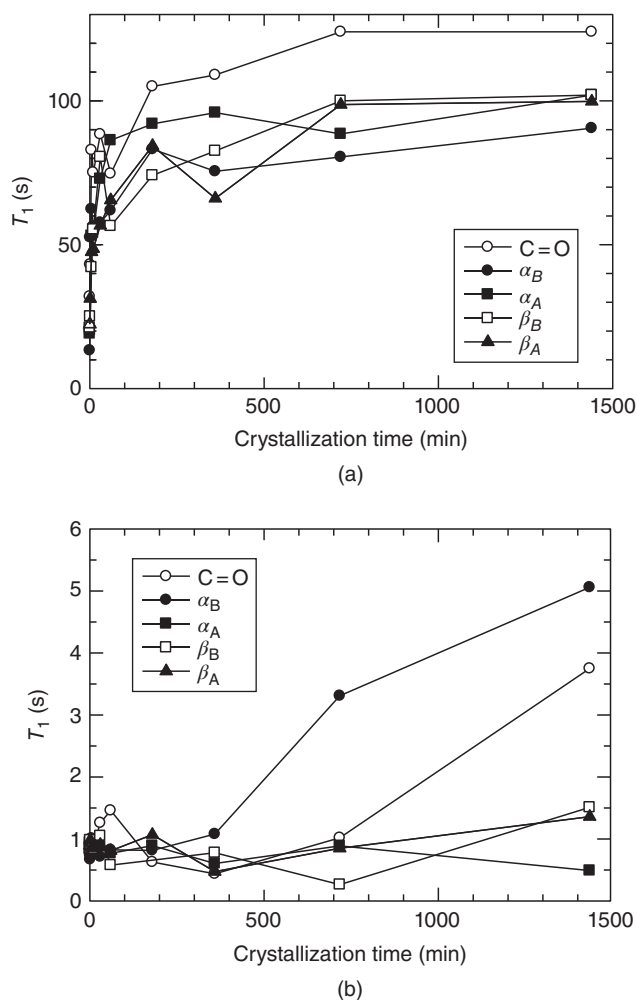 100
50
0
0
500
1000
1500
T1 (s)
Crystallization time (min)
C=O
αB
αA
βB
βA
(a)
6
5
4
3
2
1
0
0
500
1000
1500
T1 (s)
Crystallization time (min)
C=O
αB
αA
βB
βA
(b)